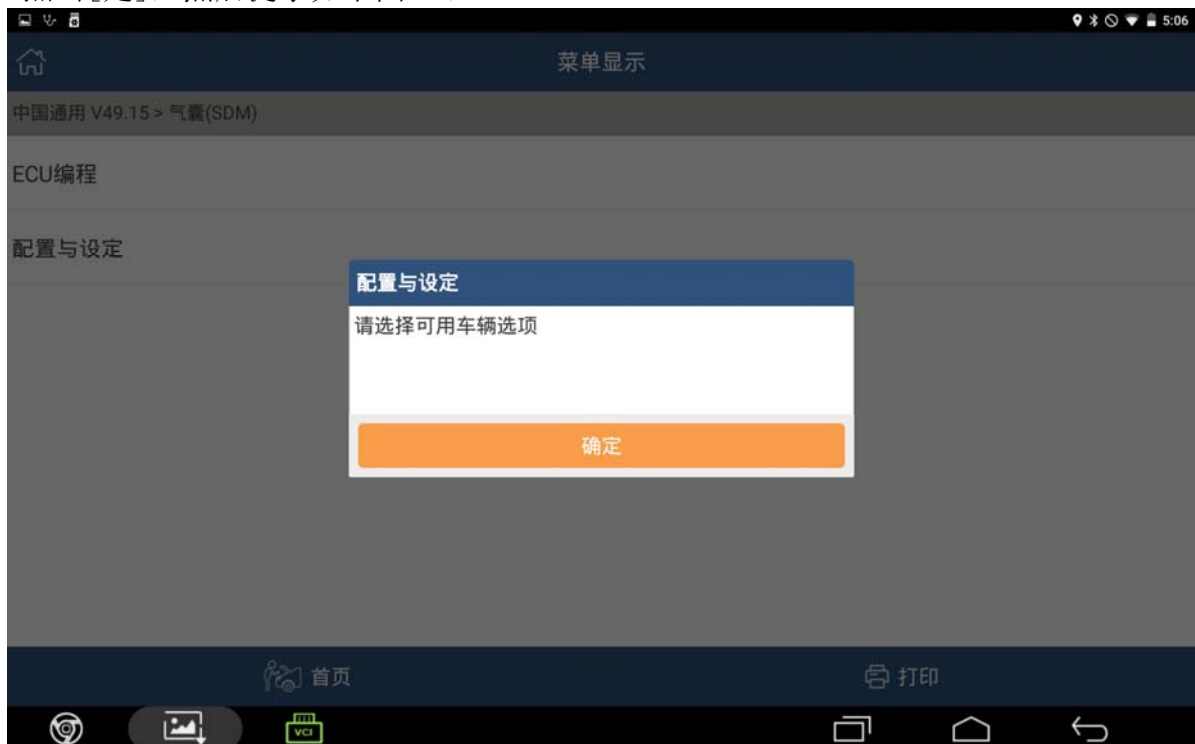 5:06
菜单显示
中国通用 V49.15 > 气囊(SDM)
ECU编程
配置与设定
配置与设定
请选择可用车辆选项
确定
首页
打印
VCI